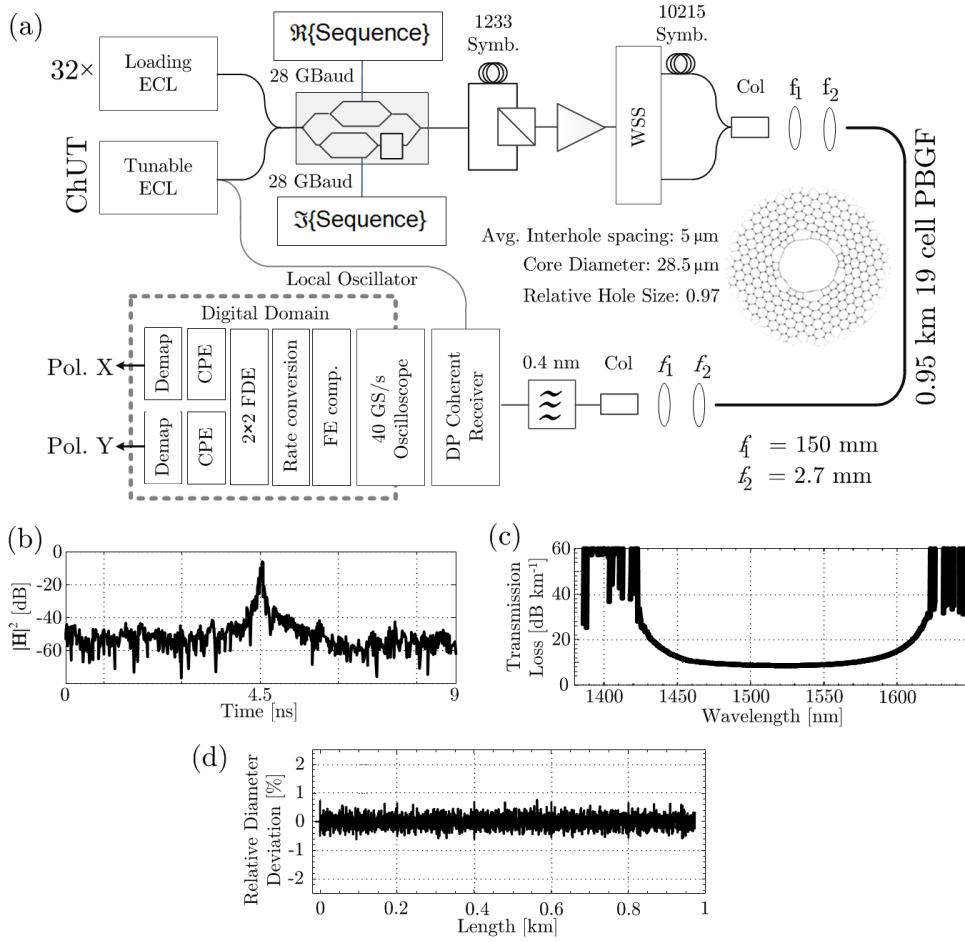 (a)
32×
Loading
ECL
ChUT
Tunable
ECL
ℜ{Sequence}
28 GBaud
28 GBaud
ℑ{Sequence}
1233
Symb.
WSS
10215
Symb.
Col
f1
f2
0.95 km 19 cell PBGF
Avg. Interhole spacing: 5 µm
Core Diameter: 28.5 µm
Relative Hole Size: 0.97
Local Oscillator
Digital Domain
Pol. X
Pol. Y
Demap
CPE
Demap
CPE
2×2 FDE
Rate conversion
FE comp.
40 GS/s
Oscilloscope
DP Coherent
Receiver
0.4 nm
Col
f1
f2
f1 = 150 mm
f2 = 2.7 mm
(b)
|H|² [dB]
0
-20
-40
-60
0
4.5
9
Time [ns]
(c)
Transmission
Loss [dB km⁻¹]
60
40
20
0
1400
1450
1500
1550
1600
Wavelength [nm]
(d)
Relative Diameter
Deviation [%]
2
1
0
-1
-2
0
0.2
0.4
0.6
0.8
1
Length [km]